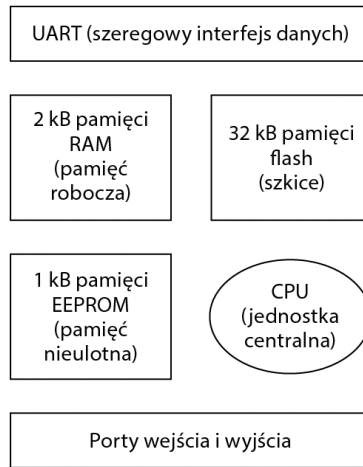 UART (szeregowy interfejs danych)
2 kB pamięci
RAM
(pamięć
robocza)
32 kB pamięci
flash
(szkice)
1 kB pamięci
EEPROM
(pamięć
nieulotna)
CPU
(jednostka
centralna)
Porty wejścia i wyjścia